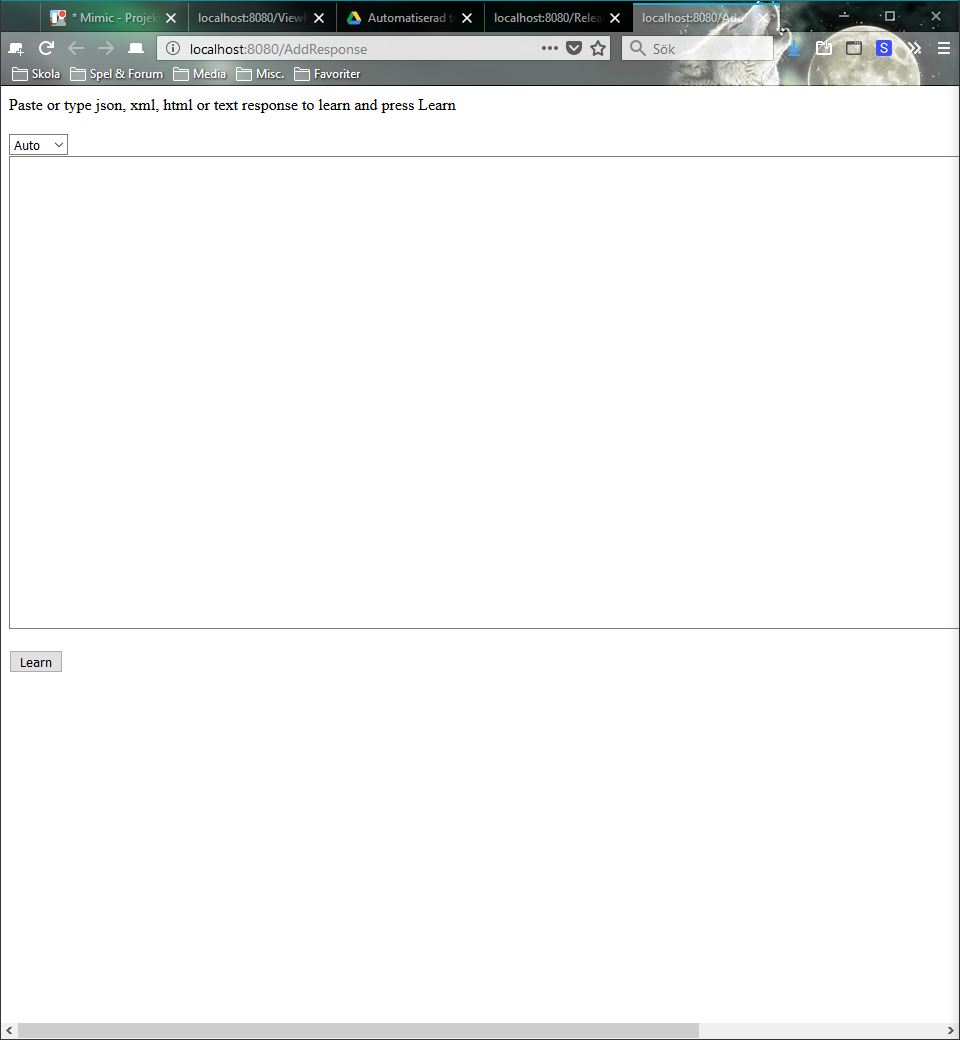 * Mimic - Projek localhost:8080/View localhost:8080/Relea localhost:8080/Add
Automatiserad t
localhost:8080/AddResponse Sök S
Skola Spel & Forum Media Misc. Favoriter
Paste or type json, xml, html or text response to learn and press Learn
Auto
Learn